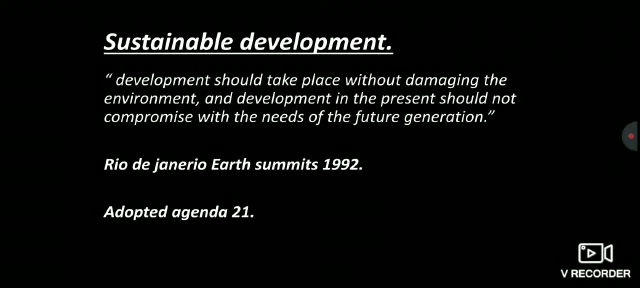 Sustainable development.
“ development should take place without damaging the
environment, and development in the present should not
compromise with the needs of the future generation.”
Rio de janerio Earth summits 1992.
Adopted agenda 21.
V RECORDER